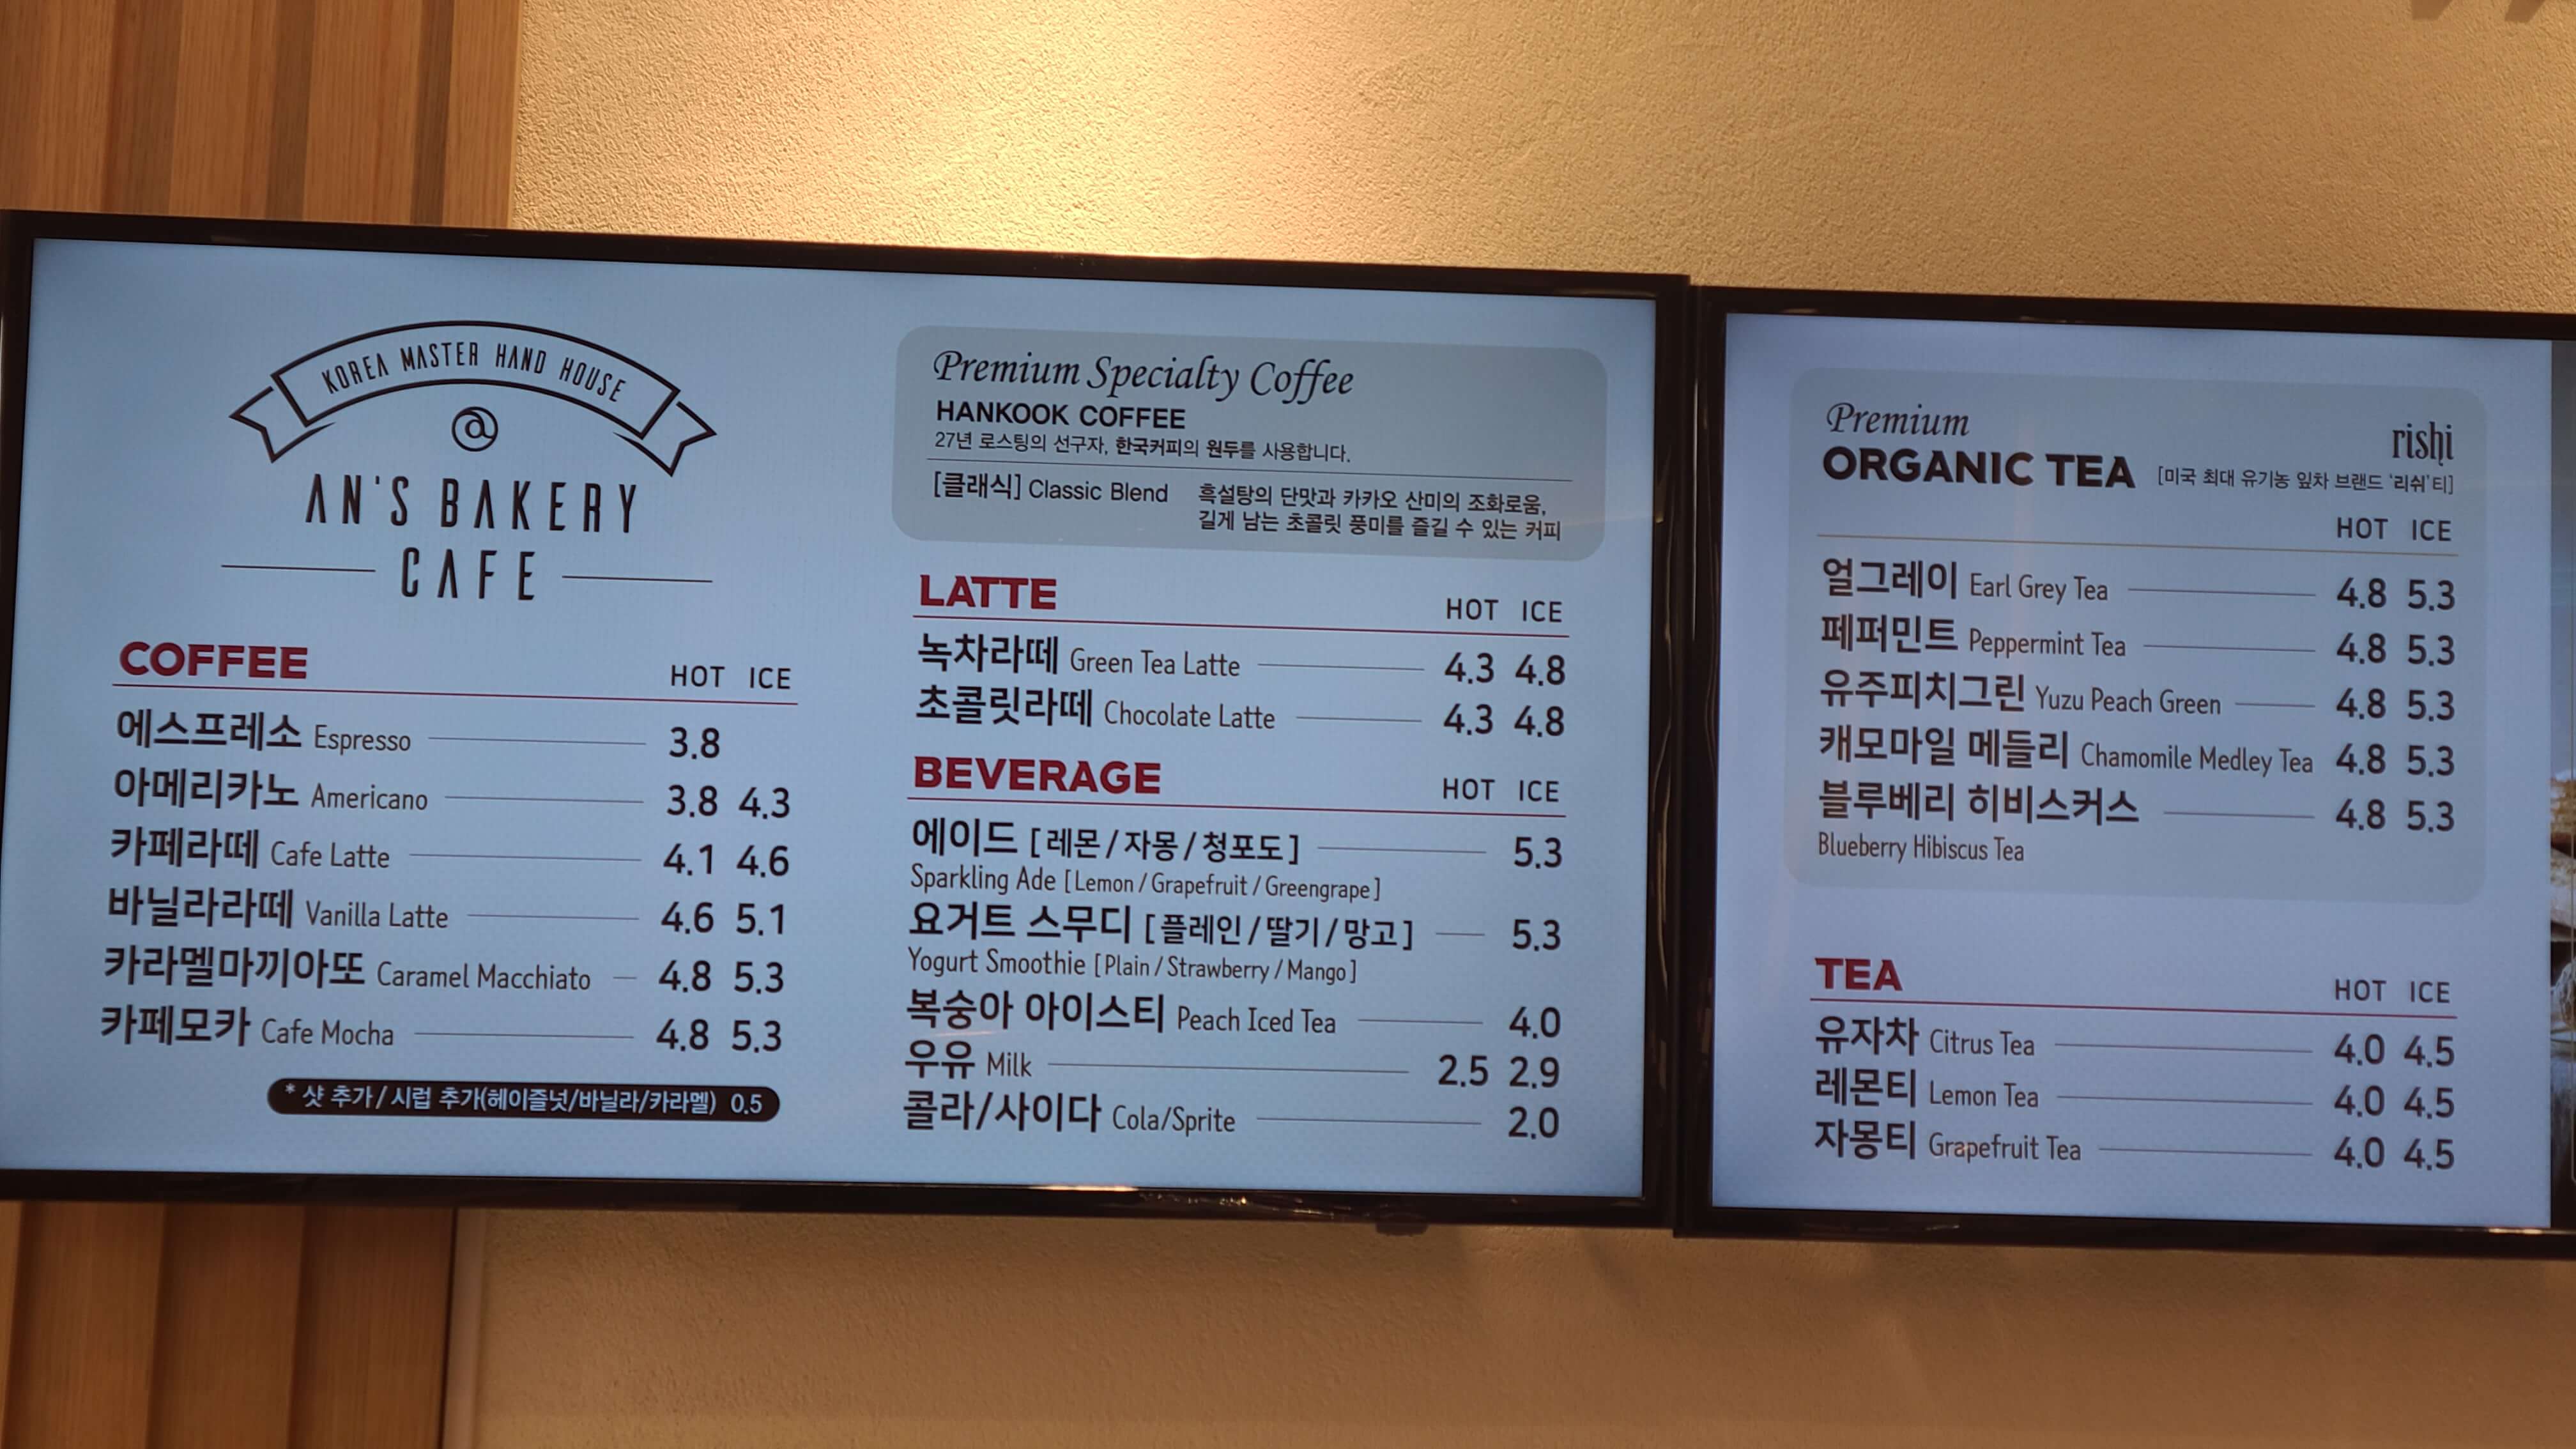 KOREA MASTER HAND HOUSE
@
AN'S BAKERY
CAFE
COFFEE HOT ICE
에스프레소 Espresso 3.8
아메리카노 Americano 3.8 4.3
카페라떼 Cafe Latte 4.1 4.6
바닐라라떼 Vanilla Latte 4.6 5.1
카라멜마끼아또 Caramel Macchiato 4.8 5.3
카페모카 Cafe Mocha 4.8 5.3
* 샷 추가/시럽 추가(헤이즐넛/바닐라/카라멜) 0.5
Premium Specialty Coffee
HANKOOK COFFEE
27년 로스팅의 선구자, 한국커피의 원두를 사용합니다.
[클래식] Classic Blend 흑설탕의 단맛과 카카오 산미의 조화로움,
길게 남는 초콜릿 풍미를 즐길 수 있는 커피
LATTE HOT ICE
녹차라떼 Green Tea Latte 4.3 4.8
초콜릿라떼 Chocolate Latte 4.3 4.8
BEVERAGE HOT ICE
에이드 [레몬/자몽/청포도] 5.3
Sparkling Ade [Lemon/Grapefruit/Greengrape]
요거트 스무디 [플레인/딸기/망고] 5.3
Yogurt Smoothie [Plain/Strawberry/Mango]
복숭아 아이스티 Peach Iced Tea 4.0
우유 Milk 2.5 2.9
콜라/사이다 Cola/Sprite 2.0
Premium
ORGANIC TEA
rishi
[미국 최대 유기농 잎차 브랜드 '리쉬'티]
HOT ICE
얼그레이 Earl Grey Tea 4.8 5.3
페퍼민트 Peppermint Tea 4.8 5.3
유주피치그린 Yuzu Peach Green 4.8 5.3
캐모마일 메들리 Chamomile Medley Tea 4.8 5.3
블루베리 히비스커스 4.8 5.3
Blueberry Hibiscus Tea
TEA HOT ICE
유자차 Citrus Tea 4.0 4.5
레몬티 Lemon Tea 4.0 4.5
자몽티 Grapefruit Tea 4.0 4.5